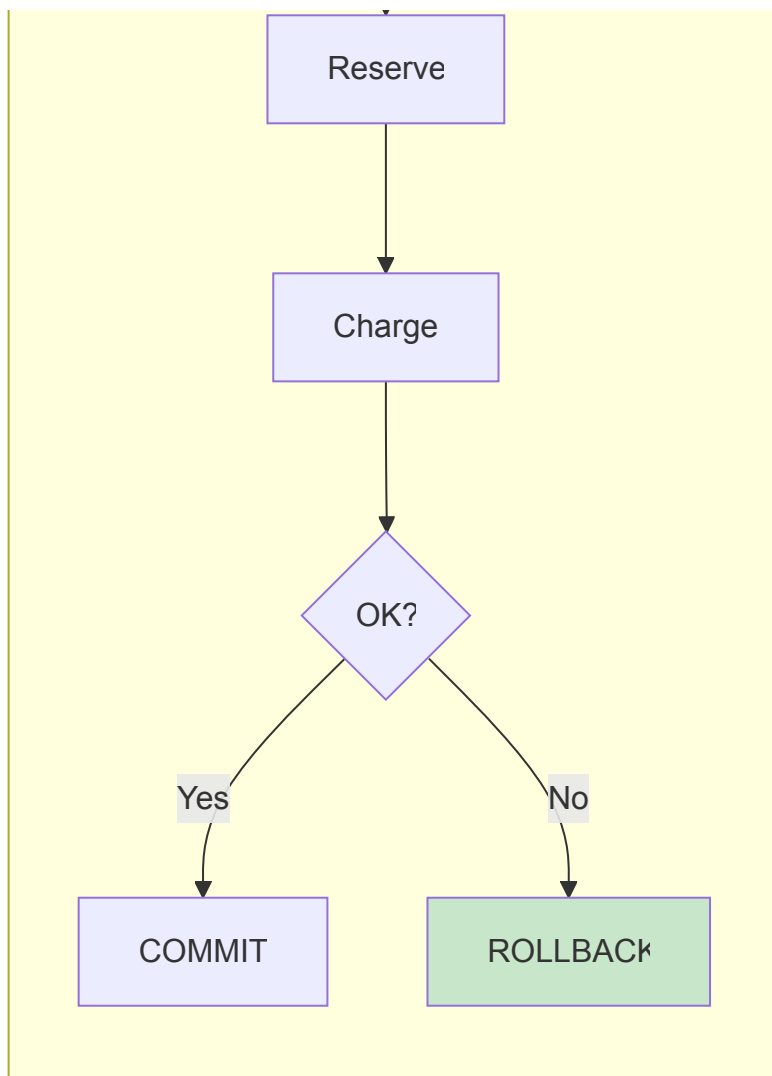 Reserve
Charge
OK?
Yes
No
COMMIT
ROLLBACK